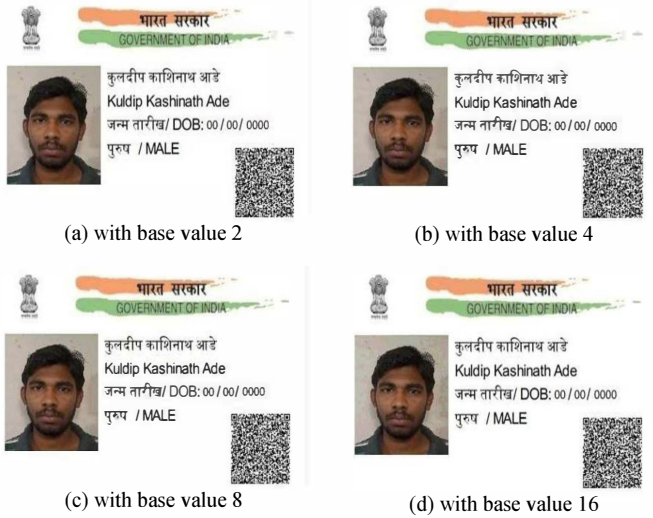 भारत सरकार
GOVERNMENT OF INDIA
कुलदीप काशिनाथ आडे
Kuldip Kashinath Ade
जन्म तारीख/ DOB: 00 / 00 / 0000
पुरुष / MALE
(a) with base value 2
भारत सरकार
GOVERNMENT OF INDIA
कुलदीप काशिनाथ आडे
Kuldip Kashinath Ade
जन्म तारीख/ DOB: 00 / 00 / 0000
पुरुष / MALE
(b) with base value 4
भारत सरकार
GOVERNMENT OF INDIA
कुलदीप काशिनाथ आडे
Kuldip Kashinath Ade
जन्म तारीख/ DOB: 00 / 00/ 0000
पुरुष / MALE
(c) with base value 8
भारत सरकार
GOVERNMENT OF INDIA
कुलदीप काशिनाथ आडे
Kuldip Kashinath Ade
जन्म तारीख/ DOB: 00 / 00/ 0000
पुरुष / MALE
(d) with base value 16